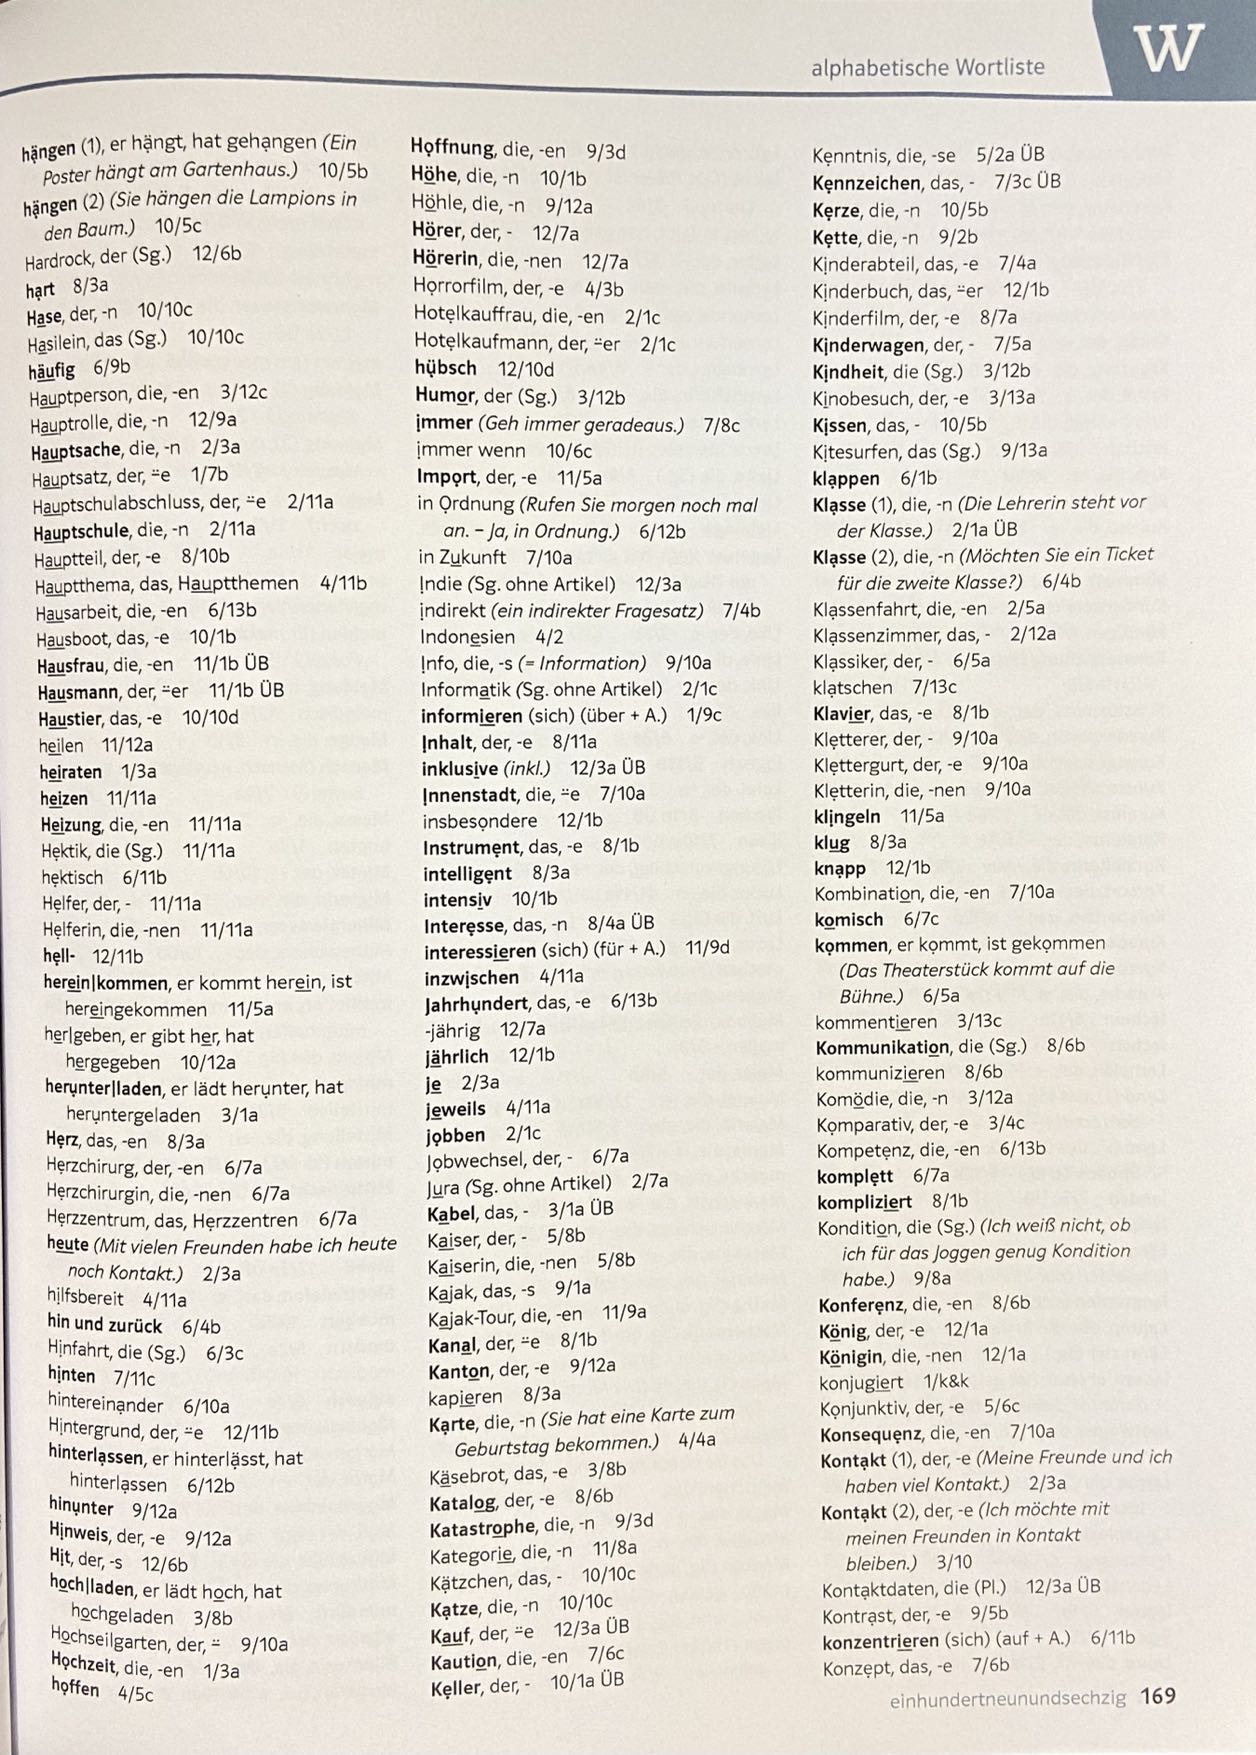 alphabetische Wortliste
W
hängen (1), er hängt, hat gehangen (Ein
Poster hängt am Gartenhaus.) 10/5b
hängen (2) (Sie hängen die Lampions in
den Baum.) 10/5c
Hardrock, der (Sg.) 12/6b
hart 8/3a
Hase, der, -n 10/10c
Hasilein, das (Sg.) 10/10c
häufig 6/9b
Hauptperson, die, -en 3/12c
Hauptrolle, die, -n 12/9a
Hauptsache, die, -n 2/3a
Hauptsatz, der, ⸚e 1/7b
Hauptschulabschluss, der, ⸚e 2/11a
Hauptschule, die, -n 2/11a
Hauptteil, der, -e 8/10b
Hauptthema, das, Hauptthemen 4/11b
Hausarbeit, die, -en 6/13b
Hausboot, das, -e 10/1b
Hausfrau, die, -en 11/1b ÜB
Hausmann, der, ⸚er 11/1b ÜB
Haustier, das, -e 10/10d
heilen 11/12a
heiraten 1/3a
heizen 11/11a
Heizung, die, -en 11/11a
Hektik, die (Sg.) 11/11a
hektisch 6/11b
Helfer, der, - 11/11a
Helferin, die, -nen 11/11a
hell- 12/11b
herein|kommen, er kommt herein, ist
hereingekommen 11/5a
her|geben, er gibt her, hat
hergegeben 10/12a
herunter|laden, er lädt herunter, hat
heruntergeladen 3/1a
Herz, das, -en 8/3a
Herzchirurg, der, -en 6/7a
Herzchirurgin, die, -nen 6/7a
Herzzentrum, das, Herzzentren 6/7a
heute (Mit vielen Freunden habe ich heute
noch Kontakt.) 2/3a
hilfsbereit 4/11a
hin und zurück 6/4b
Hinfahrt, die (Sg.) 6/3c
hinten 7/11c
hintereinander 6/10a
Hintergrund, der, ⸚e 12/11b
hinterlassen, er hinterlässt, hat
hinterlassen 6/12b
hinunter 9/12a
Hinweis, der, -e 9/12a
Hit, der, -s 12/6b
hoch|laden, er lädt hoch, hat
hochgeladen 3/8b
Hochseilgarten, der, ⸚ 9/10a
Hochzeit, die, -en 1/3a
hoffen 4/5c
Hoffnung, die, -en 9/3d
Höhe, die, -n 10/1b
Höhle, die, -n 9/12a
Hörer, der, - 12/7a
Hörerin, die, -nen 12/7a
Horrorfilm, der, -e 4/3b
Hotelkauffrau, die, -en 2/1c
Hotelkaufmann, der, ⸚er 2/1c
hübsch 12/10d
Humor, der (Sg.) 3/12b
immer (Geh immer geradeaus.) 7/8c
immer wenn 10/6c
Import, der, -e 11/5a
in Ordnung (Rufen Sie morgen noch mal
an. – Ja, in Ordnung.) 6/12b
in Zukunft 7/10a
Indie (Sg. ohne Artikel) 12/3a
indirekt (ein indirekter Fragesatz) 7/4b
Indonesien 4/2
Info, die, -s (= Information) 9/10a
Informatik (Sg. ohne Artikel) 2/1c
informieren (sich) (über + A.) 1/9c
Inhalt, der, -e 8/11a
inklusive (inkl.) 12/3a ÜB
Innenstadt, die, ⸚e 7/10a
insbesondere 12/1b
Instrument, das, -e 8/1b
intelligent 8/3a
intensiv 10/1b
Interesse, das, -n 8/4a ÜB
interessieren (sich) (für + A.) 11/9d
inzwischen 4/11a
Jahrhundert, das, -e 6/13b
-jährig 12/7a
jährlich 12/1b
je 2/3a
jeweils 4/11a
jobben 2/1c
Jobwechsel, der, - 6/7a
Jura (Sg. ohne Artikel) 2/7a
Kabel, das, - 3/1a ÜB
Kaiser, der, - 5/8b
Kaiserin, die, -nen 5/8b
Kajak, das, -s 9/1a
Kajak-Tour, die, -en 11/9a
Kanal, der, ⸚e 8/1b
Kanton, der, -e 9/12a
kapieren 8/3a
Karte, die, -n (Sie hat eine Karte zum
Geburtstag bekommen.) 4/4a
Käsebrot, das, -e 3/8b
Katalog, der, -e 8/6b
Katastrophe, die, -n 9/3d
Kategorie, die, -n 11/8a
Kätzchen, das, - 10/10c
Katze, die, -n 10/10c
Kauf, der, ⸚e 12/3a ÜB
Kaution, die, -en 7/6c
Keller, der, - 10/1a ÜB
Kenntnis, die, -se 5/2a ÜB
Kennzeichen, das, - 7/3c ÜB
Kerze, die, -n 10/5b
Kette, die, -n 9/2b
Kinderabteil, das, -e 7/4a
Kinderbuch, das, ⸚er 12/1b
Kinderfilm, der, -e 8/7a
Kinderwagen, der, - 7/5a
Kindheit, die (Sg.) 3/12b
Kinobesuch, der, -e 3/13a
Kissen, das, - 10/5b
Kitesurfen, das (Sg.) 9/13a
klappen 6/1b
Klasse (1), die, -n (Die Lehrerin steht vor
der Klasse.) 2/1a ÜB
Klasse (2), die, -n (Möchten Sie ein Ticket
für die zweite Klasse?) 6/4b
Klassenfahrt, die, -en 2/5a
Klassenzimmer, das, - 2/12a
Klassiker, der, - 6/5a
klatschen 7/13c
Klavier, das, -e 8/1b
Kletterer, der, - 9/10a
Klettergurt, der, -e 9/10a
Kletterin, die, -nen 9/10a
klingeln 11/5a
klug 8/3a
knapp 12/1b
Kombination, die, -en 7/10a
komisch 6/7c
kommen, er kommt, ist gekommen
(Das Theaterstück kommt auf die
Bühne.) 6/5a
kommentieren 3/13c
Kommunikation, die (Sg.) 8/6b
kommunizieren 8/6b
Komödie, die, -n 3/12a
Komparativ, der, -e 3/4c
Kompetenz, die, -en 6/13b
komplett 6/7a
kompliziert 8/1b
Kondition, die (Sg.) (Ich weiß nicht, ob
ich für das Joggen genug Kondition
habe.) 9/8a
Konferenz, die, -en 8/6b
König, der, -e 12/1a
Königin, die, -nen 12/1a
konjugiert 1/k&k
Konjunktiv, der, -e 5/6c
Konsequenz, die, -en 7/10a
Kontakt (1), der, -e (Meine Freunde und ich
haben viel Kontakt.) 2/3a
Kontakt (2), der, -e (Ich möchte mit
meinen Freunden in Kontakt
bleiben.) 3/10
Kontaktdaten, die (Pl.) 12/3a ÜB
Kontrast, der, -e 9/5b
konzentrieren (sich) (auf + A.) 6/11b
Konzept, das, -e 7/6b
einhundertneunundsechzig 169